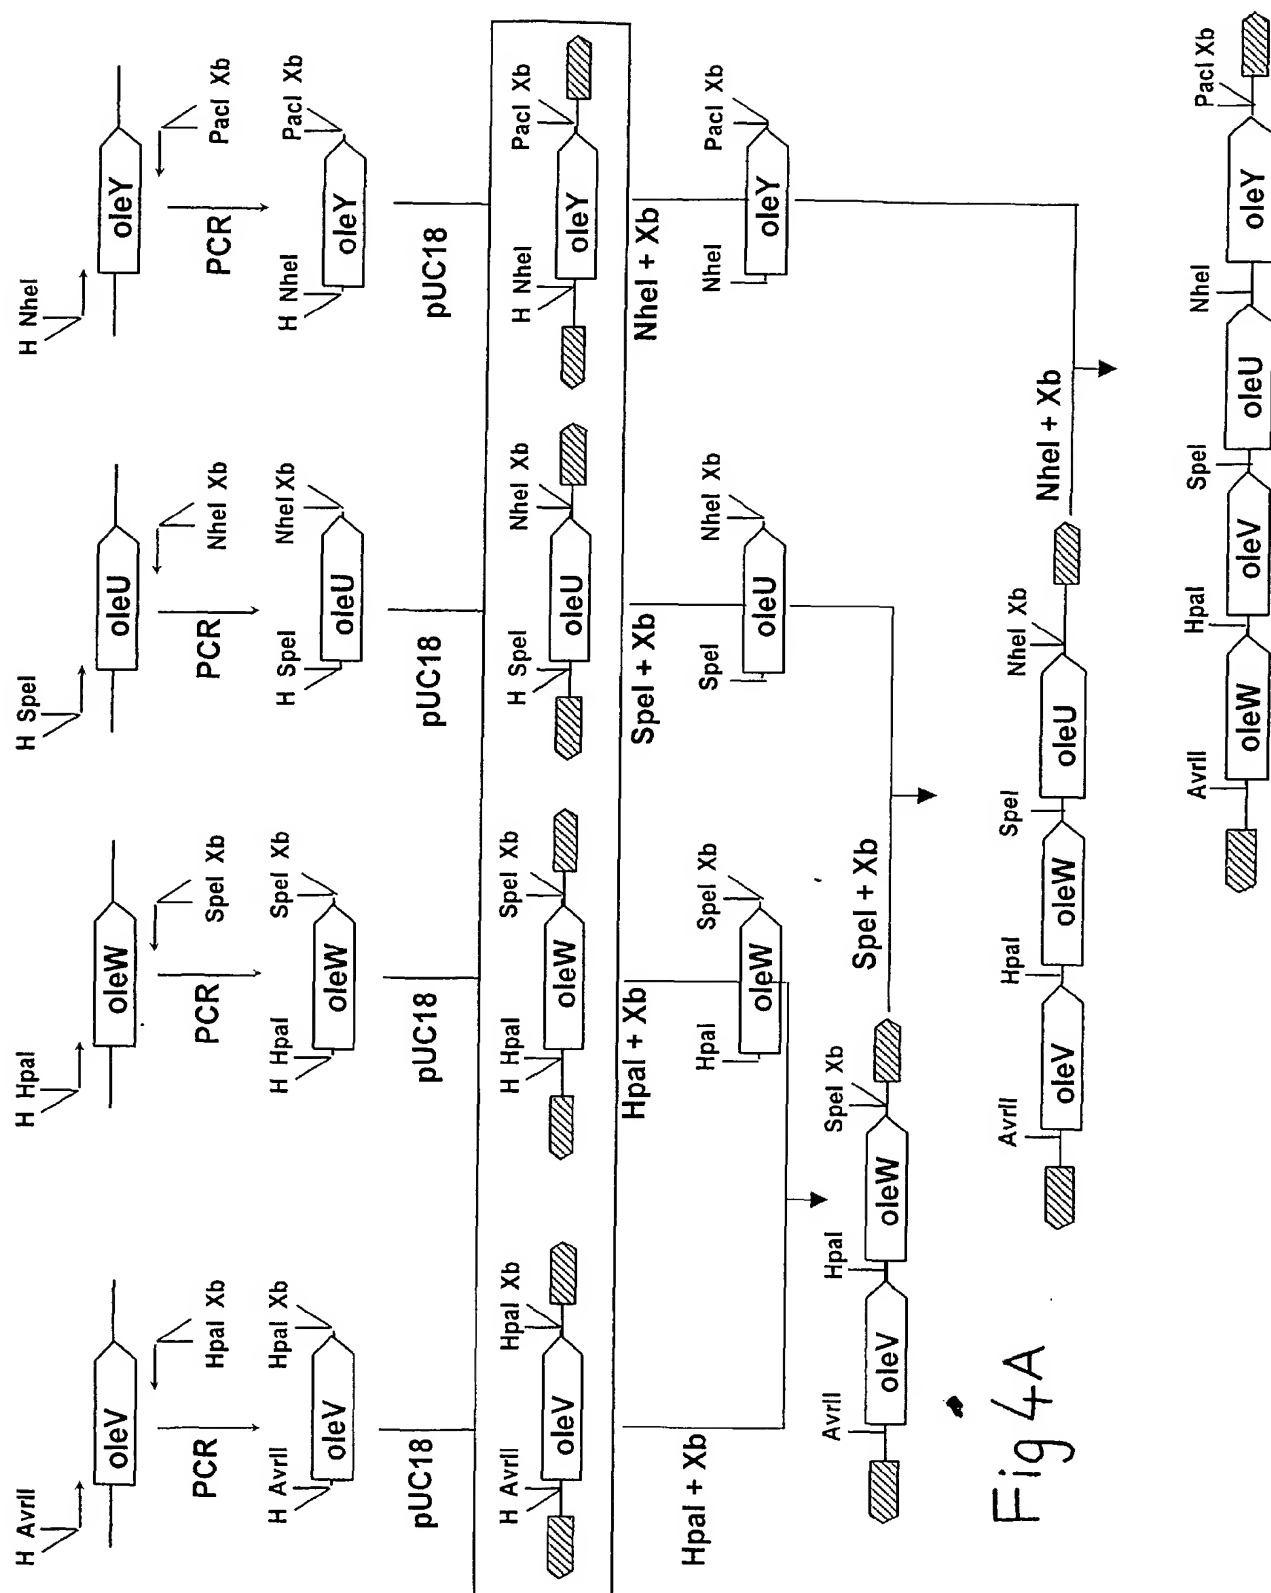 H AvrII
H HpaI
H SpeI
H NheI
oleV
oleW
oleU
oleY
PCR
HpaI Xb
PCR
SpeI Xb
PCR
NheI Xb
PCR
PacI Xb
H AvrII
HpaI Xb
H HpaI
SpeI Xb
H SpeI
NheI Xb
H NheI
PacI Xb
oleV
oleW
oleU
oleY
pUC18
pUC18
pUC18
pUC18
H AvrII
HpaI Xb
H HpaI
SpeI Xb
H SpeI
NheI Xb
H NheI
PacI Xb
oleV
oleW
oleU
oleY
HpaI + Xb
HpaI + Xb
SpeI + Xb
NheI + Xb
HpaI
SpeI Xb
SpeI
NheI Xb
NheI
PacI Xb
oleW
oleU
oleY
AvrII
HpaI
SpeI Xb
SpeI + Xb
oleV
oleW
AvrII
HpaI
SpeI
NheI Xb
NheI + Xb
oleV
oleW
oleU
Fig 4A
AvrII
HpaI
SpeI
NheI
PacI Xb
oleW
oleV
oleU
oleY